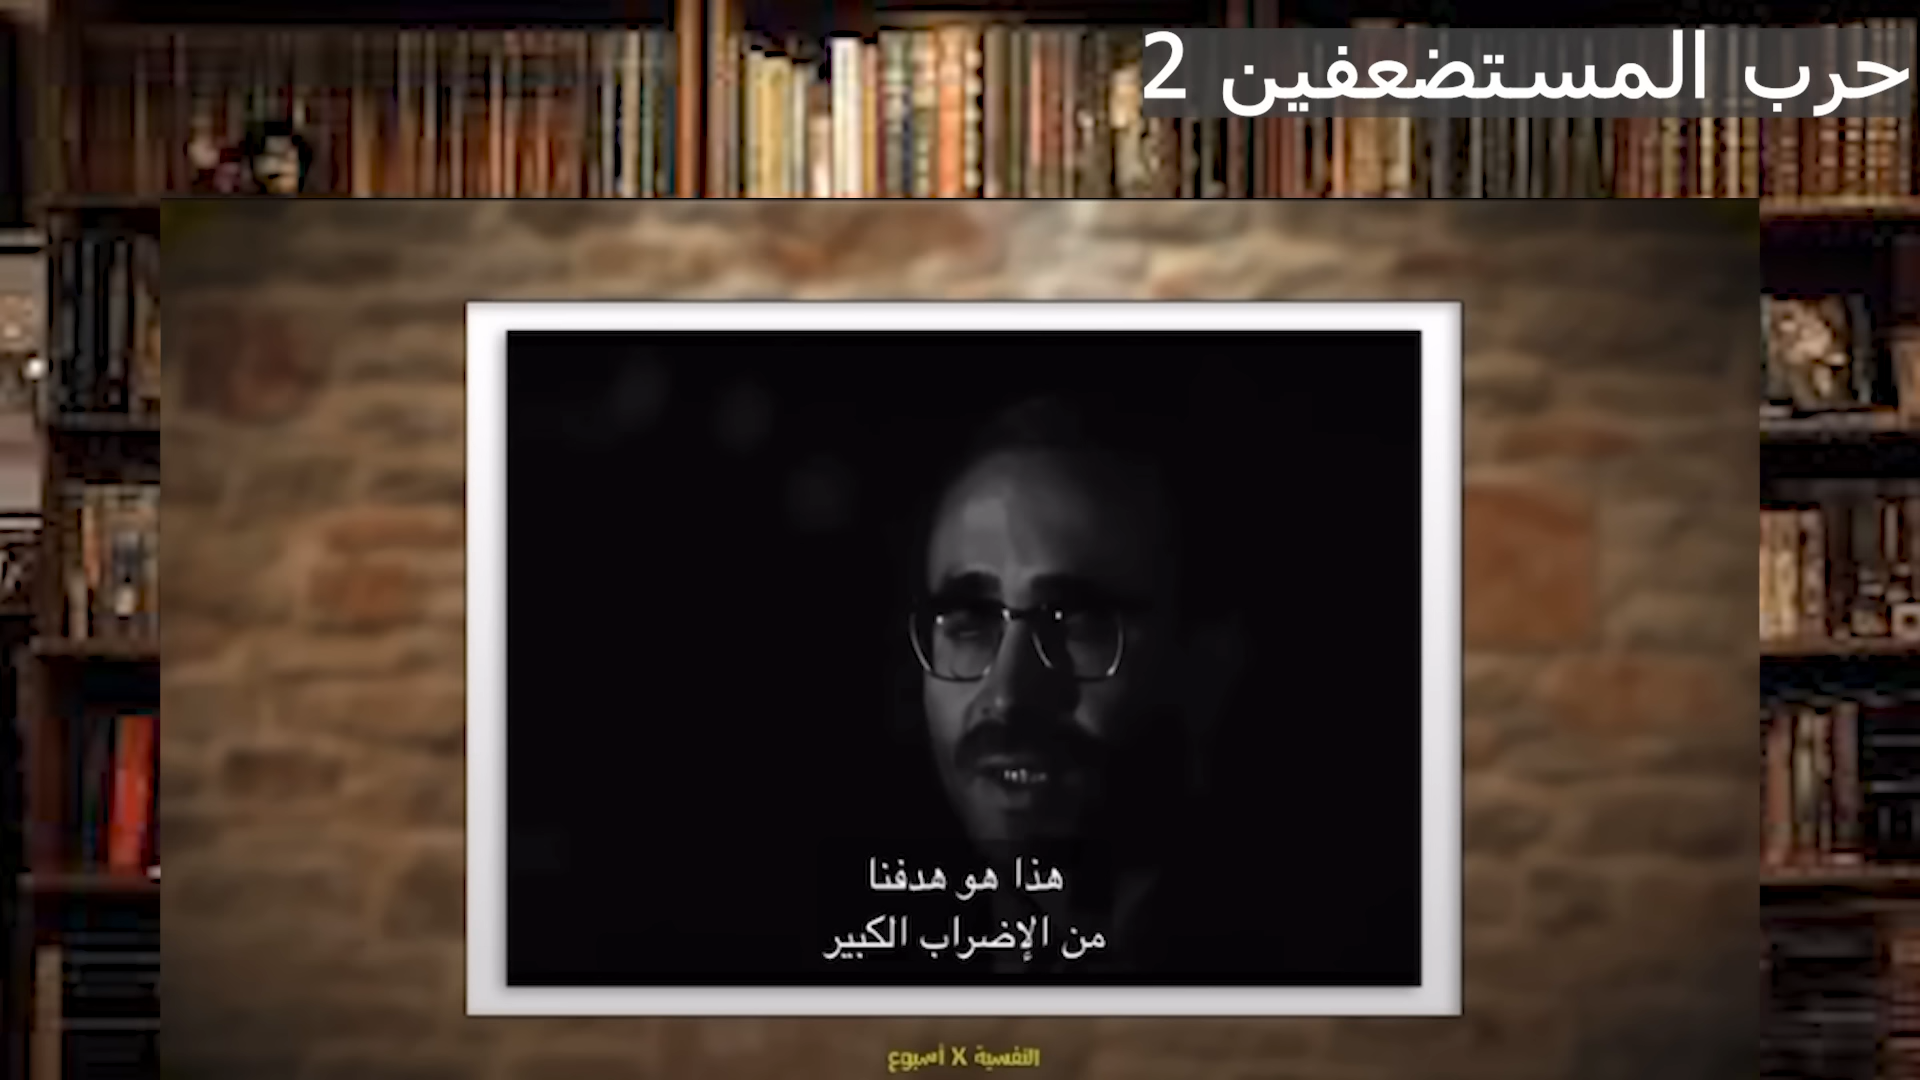 حرب المستضعفين 2
هذا هو هدفنا
من الإضراب الكبير
النفسية X أسبوع